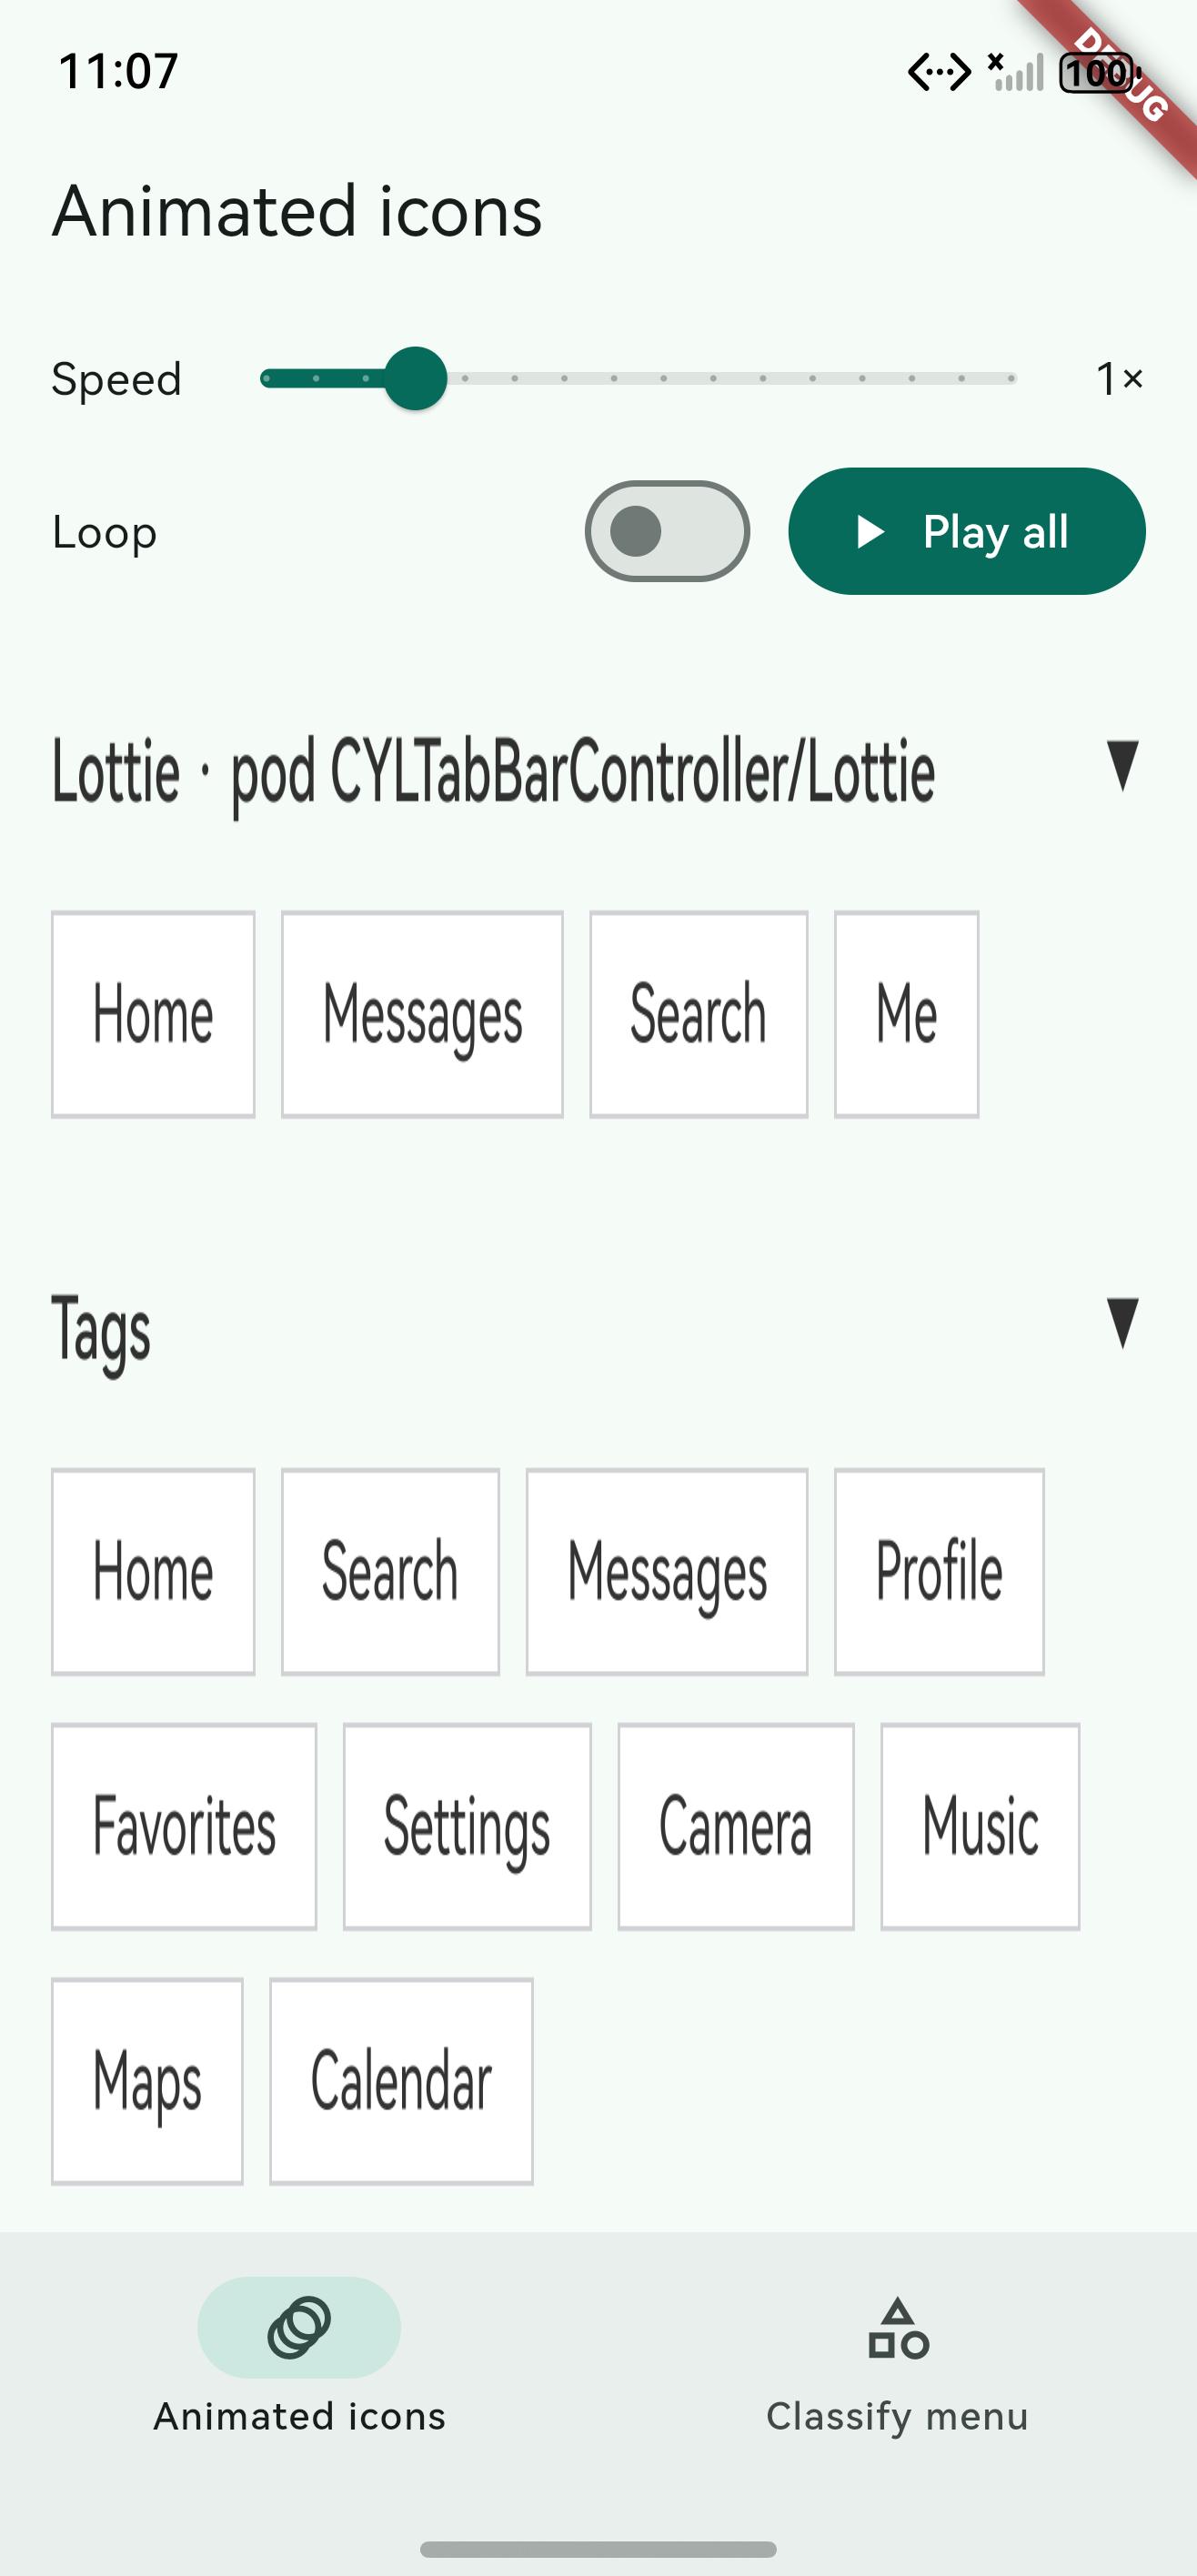 11:07
100
DEBUG
Animated icons
Speed
1×
Loop
Play all
Lottie · pod CYLTabBarController/Lottie
Home Messages Search Me
Tags
Home Search Messages Profile
Favorites Settings Camera Music
Maps Calendar
Animated icons Classify menu